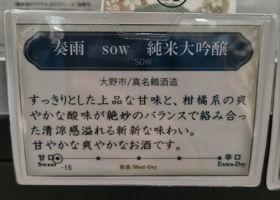 奏雨 sow 純米大吟醸
SOW
大野市/真名鶴酒造
すっきりとした上品な甘味と、柑橘系の爽
やかな酸味が絶妙のバランスで絡み合っ
た清涼感溢れる斬新な味わい。
甘やかな爽やかなお酒です。
甘口 辛口
Sweet -15 普通/Mid-Dry Extra-Dry